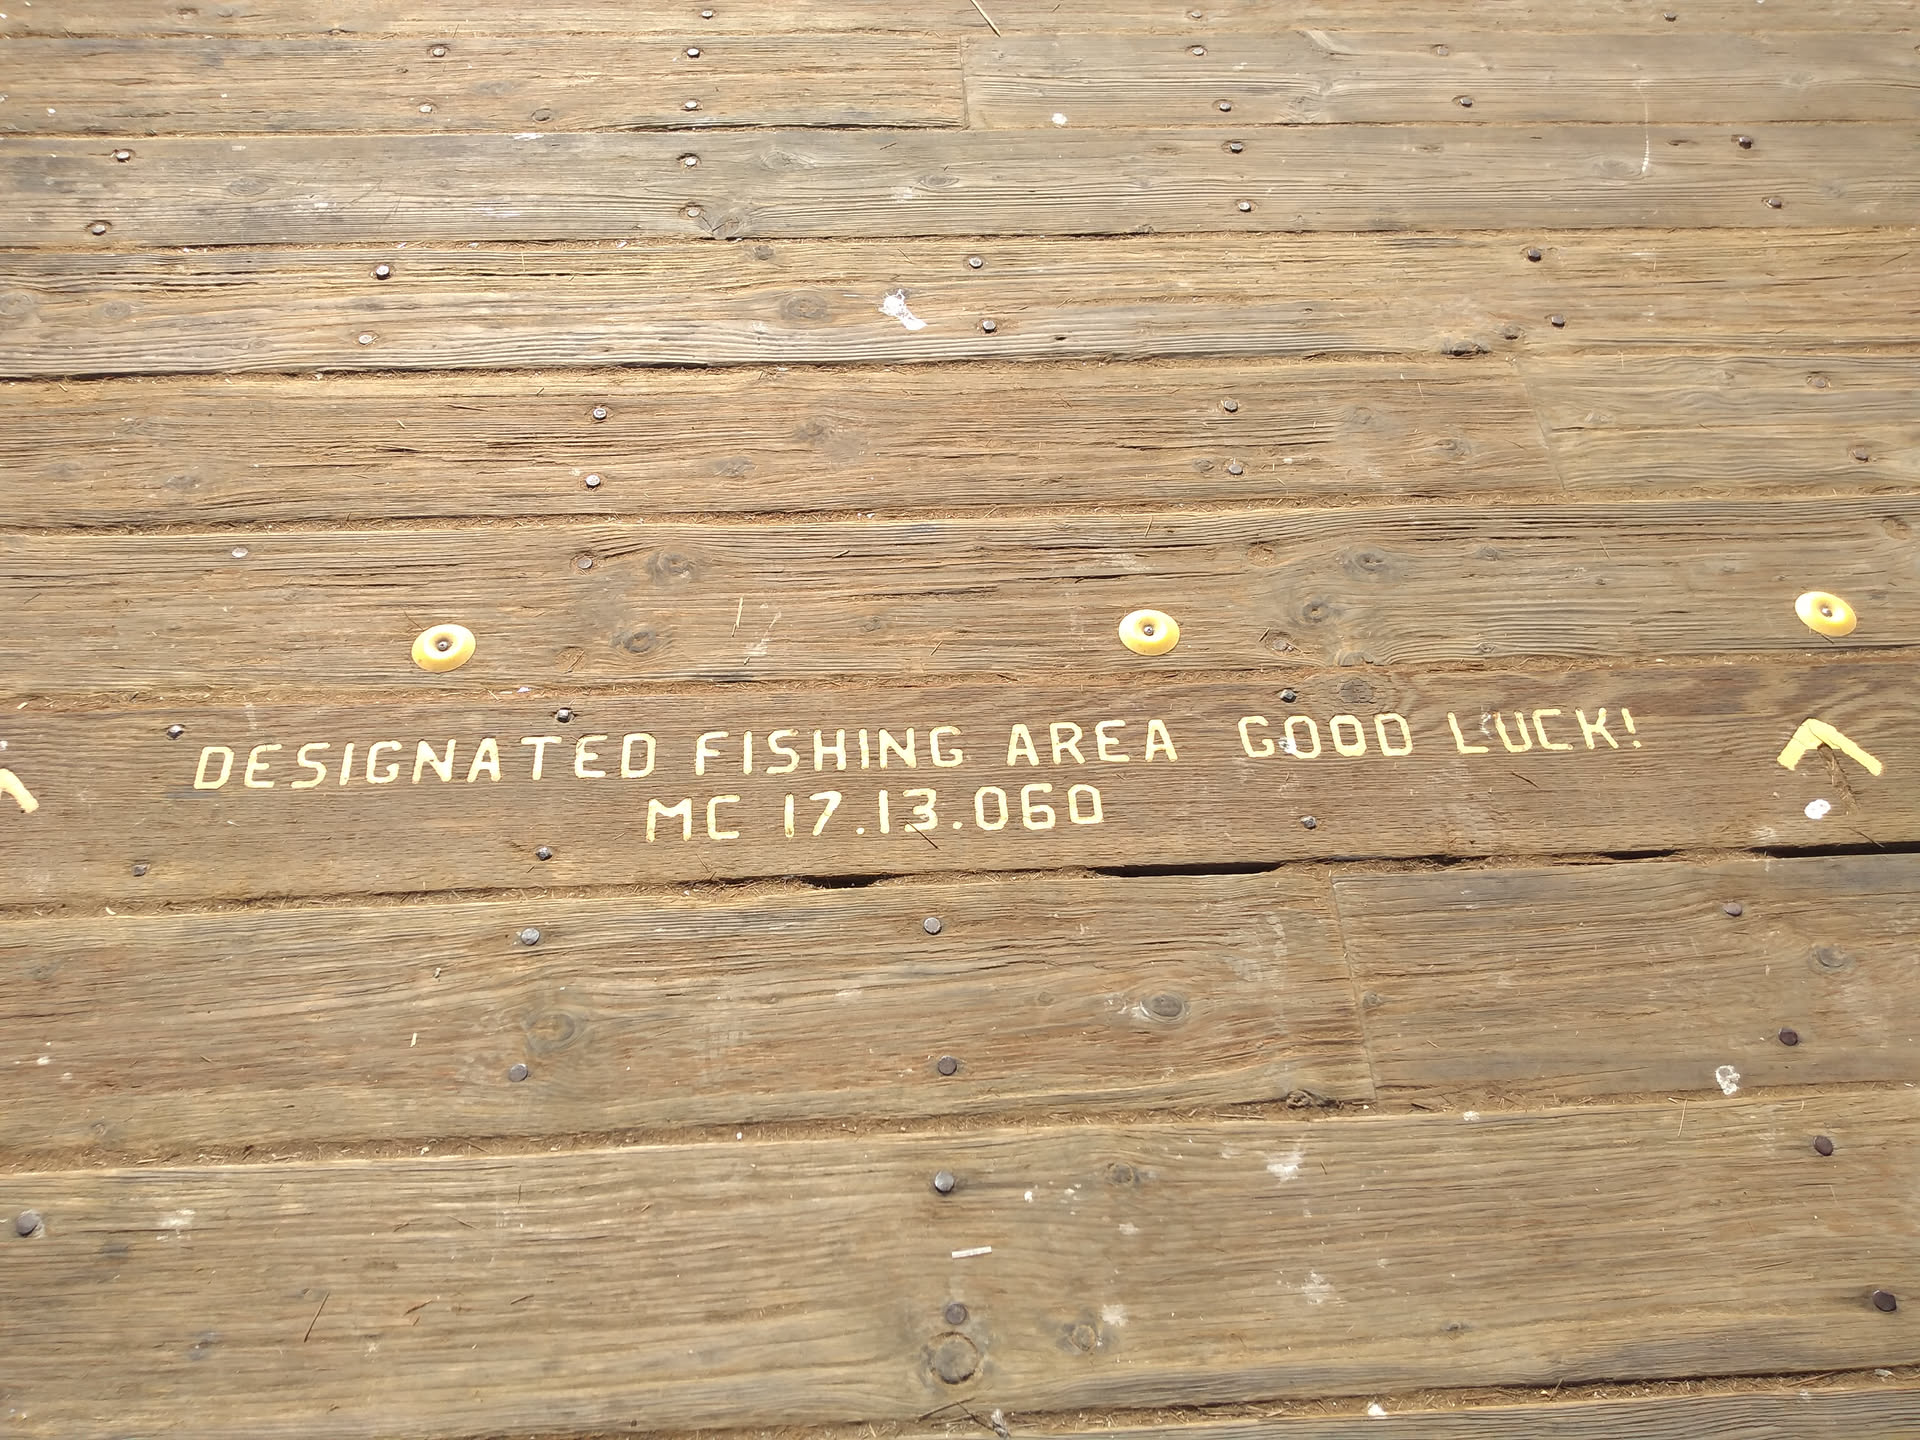 DESIGNATED FISHING AREA GOOD LUCK!
MC 17.13.060